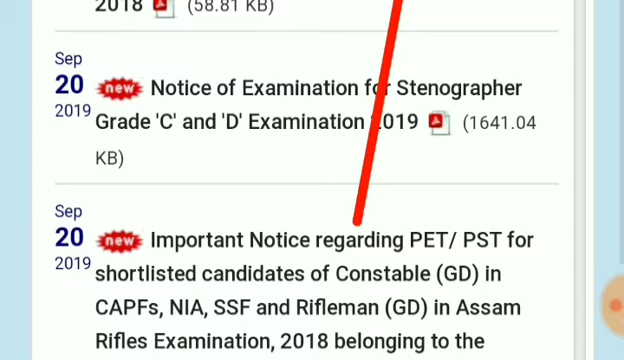 2018 (58.81 KB)
Sep
20
2019
new Notice of Examination for Stenographer
Grade 'C' and 'D' Examination 2019 (1641.04
KB)
Sep
20
2019
new Important Notice regarding PET/ PST for
shortlisted candidates of Constable (GD) in
CAPFs, NIA, SSF and Rifleman (GD) in Assam
Rifles Examination, 2018 belonging to the